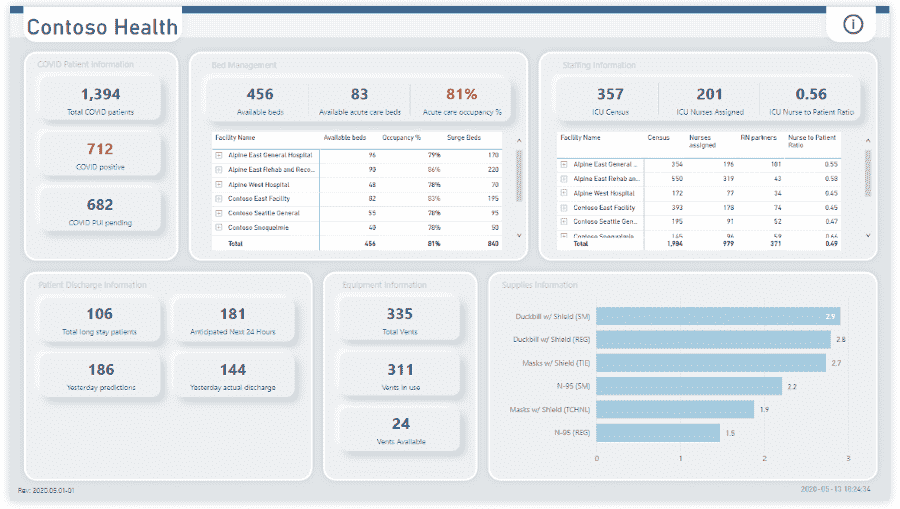 Contoso Health
COVID Patient Information
1,394
Total COVID patients
712
COVID positive
682
COVID PUI pending
Bed Management
456
Available beds
83
Available acute care beds
81%
Acute care occupancy %
Facility Name Available beds Occupancy % Surge Beds
Alpine East General Hospital 96 79% 170
Alpine East Rehab and Reco... 90 86% 220
Alpine West Hospital 48 78% 70
Contoso East Facility 82 83% 195
Contoso Seattle General 55 78% 95
Contoso Snoqualmie 40 78% 50
Total 456 81% 840
Staffing Information
357
ICU Census
201
ICU Nurses Assigned
0.56
ICU Nurse to Patient Ratio
Facility Name Census Nurses assigned RN partners Nurse to Patient Ratio
Alpine East General ... 354 196 101 0.55
Alpine East Rehab an... 550 319 43 0.58
Alpine West Hospital 172 77 34 0.45
Contoso East Facility 393 178 74 0.45
Contoso Seattle Gen... 195 91 52 0.47
Contoso Snoqualmie 145 96 59 0.66
Total 1,984 979 371 0.49
Patient Discharge Information
106
Total long stay patients
181
Anticipated Next 24 Hours
186
Yesterday predictions
144
Yesterday actual discharge
Equipment Information
335
Total Vents
311
Vents in use
24
Vents Available
Supplies Information
Duckbill w/ Shield (SM) 2.9
Duckbill w/ Shield (REG) 2.8
Masks w/ Shield (TIE) 2.7
N-95 (SM) 2.2
Masks w/ Shield (TCHNL) 1.9
N-95 (REG) 1.5
0 1 2 3
Rev: 2020.05.01-01
2020-05-13 18:24:34